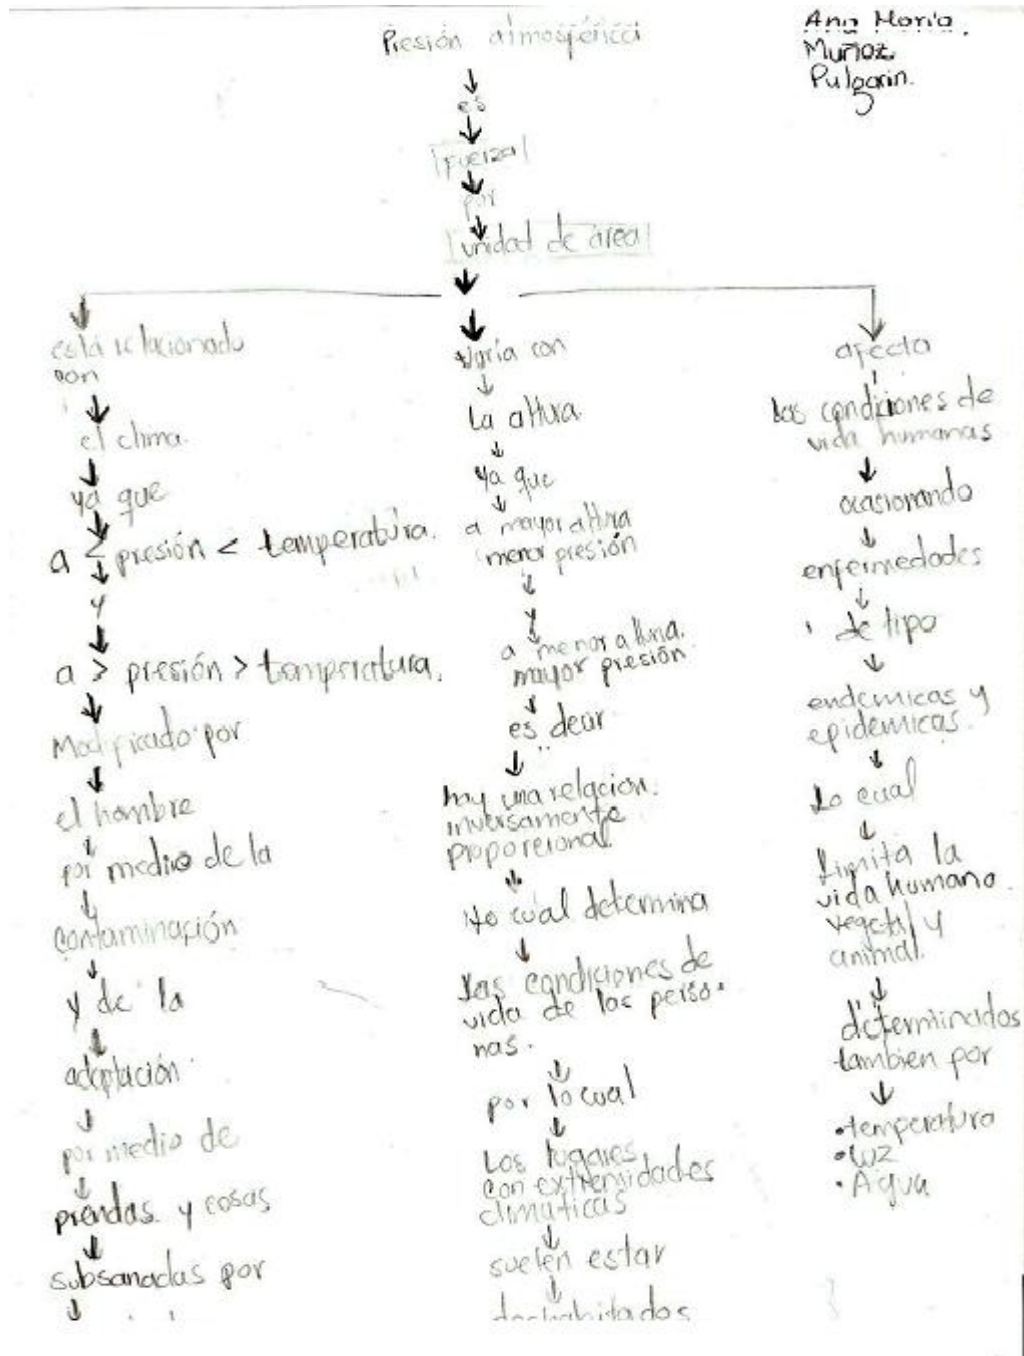 Presión atmosférica
Ana María
Muñoz
Pulgarin.
es
fuerza
por
unidad de área
está relacionado
con
el clima.
ya que
a < presión < temperatura.
y
a > presión > temperatura.
Modificado por
el hombre
por medio de la
contaminación
y de la
adaptación.
por medio de
prendas y cosas
subsanadas por
Varía con
La altura.
ya que
a mayor altura
menor presión
y
a menor altura.
mayor presión.
es decir
hay una relación.
inversamente
proporcional.
lo cual determina
las condiciones de
vida de las perso-
nas.
por lo cual
Los lugares
con extremidades
climáticas
suelen estar
deshabitados
afecta
las condiciones de
vida humanas
ocasionando
enfermedades
de tipo
endemicas y
epidemicas.
Lo cual
limita la
vida humana.
vegetal y
animal.
determinados
tambien por
• temperatura
• luz
• Agua